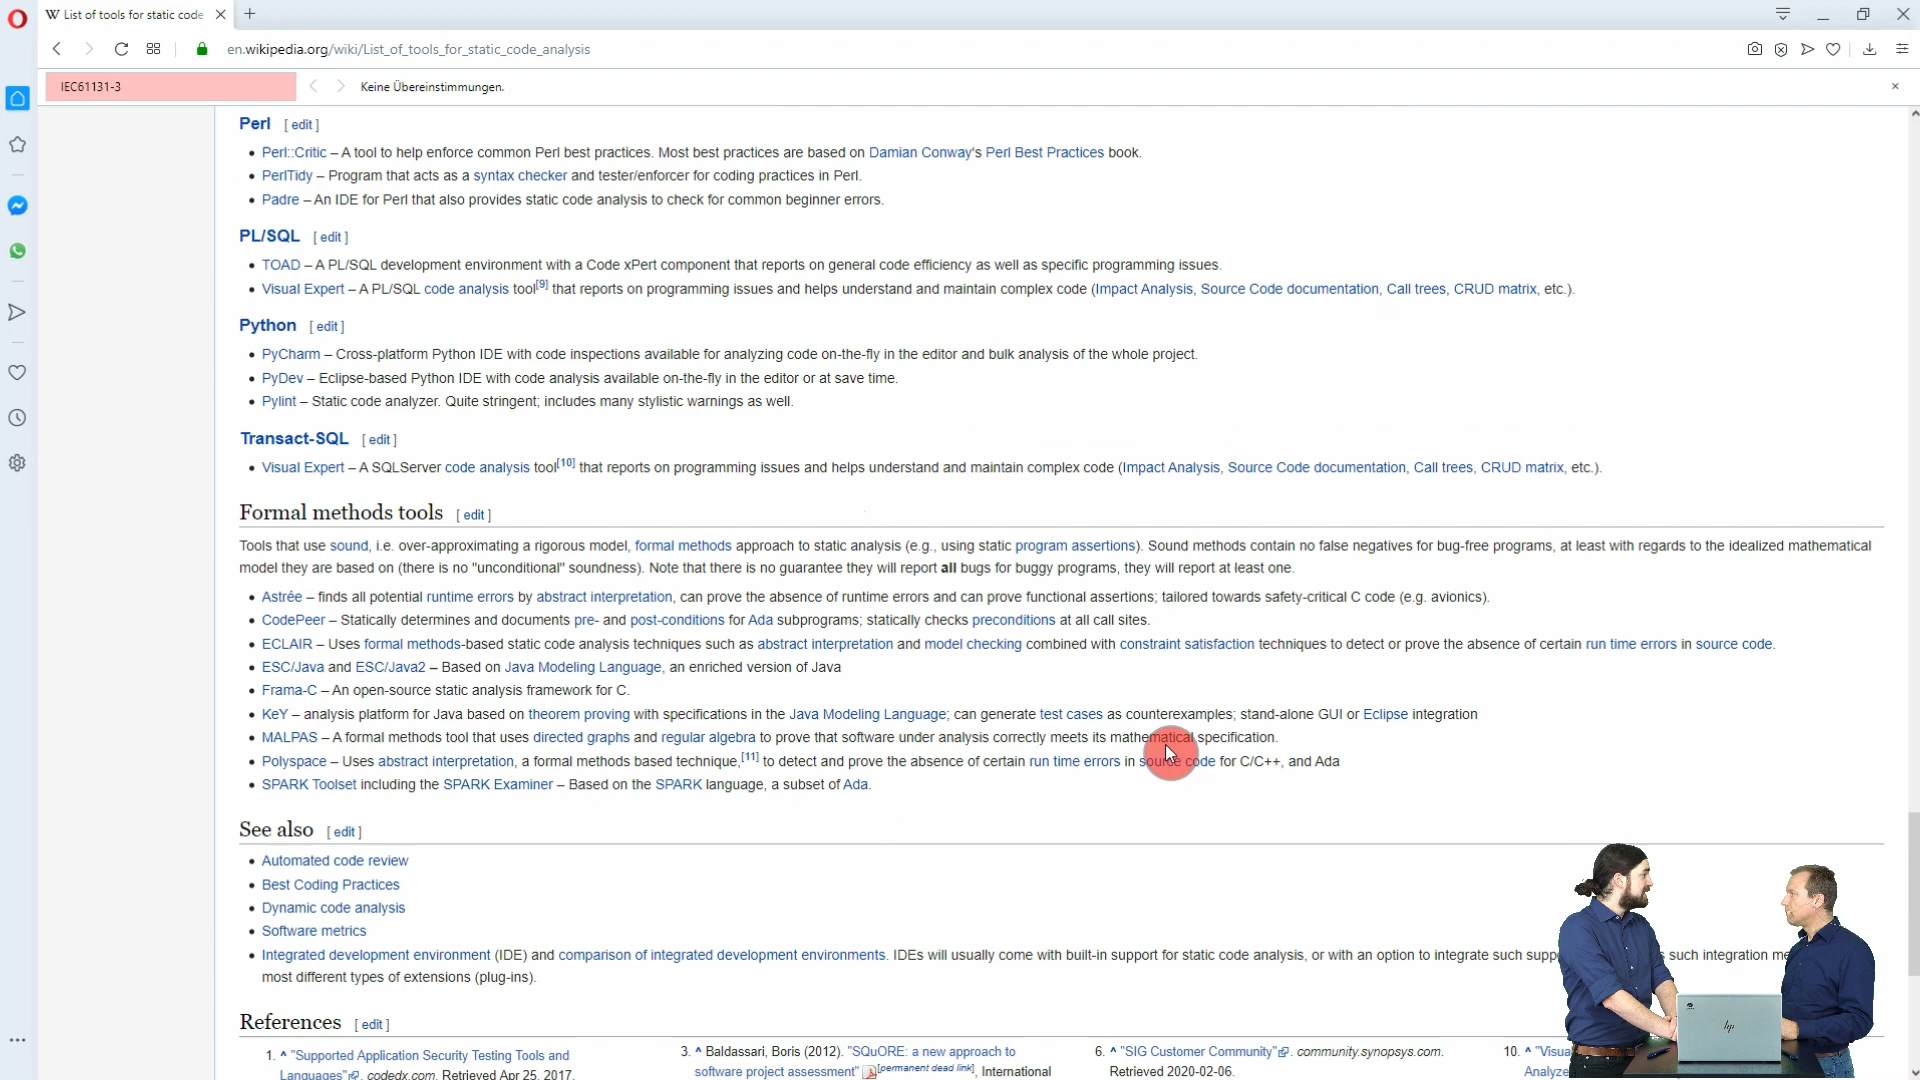 List of tools for static code
en.wikipedia.org/wiki/List_of_tools_for_static_code_analysis
IEC61131-3
Keine Übereinstimmungen.
Perl [ edit ]
• Perl::Critic – A tool to help enforce common Perl best practices. Most best practices are based on Damian Conway's Perl Best Practices book.
• PerlTidy – Program that acts as a syntax checker and tester/enforcer for coding practices in Perl.
• Padre – An IDE for Perl that also provides static code analysis to check for common beginner errors.
PL/SQL [ edit ]
• TOAD – A PL/SQL development environment with a Code xPert component that reports on general code efficiency as well as specific programming issues.
• Visual Expert – A PL/SQL code analysis tool[9] that reports on programming issues and helps understand and maintain complex code (Impact Analysis, Source Code documentation, Call trees, CRUD matrix, etc.).
Python [ edit ]
• PyCharm – Cross-platform Python IDE with code inspections available for analyzing code on-the-fly in the editor and bulk analysis of the whole project.
• PyDev – Eclipse-based Python IDE with code analysis available on-the-fly in the editor or at save time.
• Pylint – Static code analyzer. Quite stringent; includes many stylistic warnings as well.
Transact-SQL [ edit ]
• Visual Expert – A SQLServer code analysis tool[10] that reports on programming issues and helps understand and maintain complex code (Impact Analysis, Source Code documentation, Call trees, CRUD matrix, etc.).
Formal methods tools [ edit ]
Tools that use sound, i.e. over-approximating a rigorous model, formal methods approach to static analysis (e.g., using static program assertions). Sound methods contain no false negatives for bug-free programs, at least with regards to the idealized mathematical
model they are based on (there is no "unconditional" soundness). Note that there is no guarantee they will report all bugs for buggy programs, they will report at least one.
• Astrée – finds all potential runtime errors by abstract interpretation, can prove the absence of runtime errors and can prove functional assertions; tailored towards safety-critical C code (e.g. avionics).
• CodePeer – Statically determines and documents pre- and post-conditions for Ada subprograms; statically checks preconditions at all call sites.
• ECLAIR – Uses formal methods-based static code analysis techniques such as abstract interpretation and model checking combined with constraint satisfaction techniques to detect or prove the absence of certain run time errors in source code.
• ESC/Java and ESC/Java2 – Based on Java Modeling Language, an enriched version of Java
• Frama-C – An open-source static analysis framework for C.
• KeY – analysis platform for Java based on theorem proving with specifications in the Java Modeling Language; can generate test cases as counterexamples; stand-alone GUI or Eclipse integration
• MALPAS – A formal methods tool that uses directed graphs and regular algebra to prove that software under analysis correctly meets its mathematical specification.
• Polyspace – Uses abstract interpretation, a formal methods based technique,[11] to detect and prove the absence of certain run time errors in source code for C/C++, and Ada
• SPARK Toolset including the SPARK Examiner – Based on the SPARK language, a subset of Ada.
See also [ edit ]
• Automated code review
• Best Coding Practices
• Dynamic code analysis
• Software metrics
• Integrated development environment (IDE) and comparison of integrated development environments. IDEs will usually come with built-in support for static code analysis, or with an option to integrate such such integration
most different types of extensions (plug-ins).
References [ edit ]
1. ^ "Supported Application Security Testing Tools and
Languages". codedx.com. Retrieved Apr 25, 2017.
3. ^ Baldassari, Boris (2012). "SQuORE: a new approach to
software project assessment" [permanent dead link], International
6. ^ "SIG Customer Community". community.synopsys.com.
Retrieved 2020-02-06.
10. ^
hp